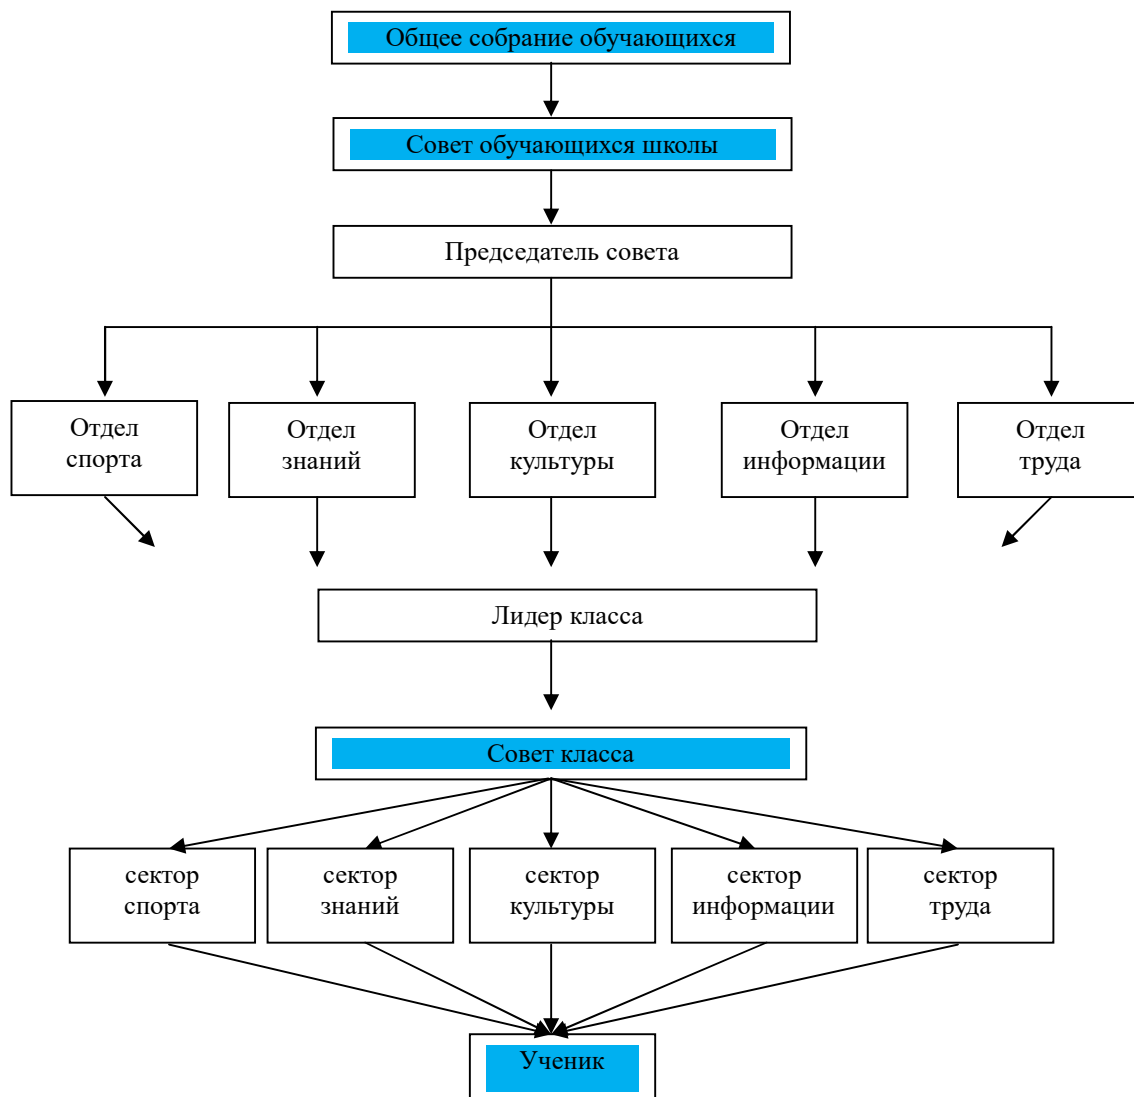 Общее собрание обучающихся
Совет обучающихся школы
Председатель совета
Отдел
спорта
Отдел
знаний
Отдел
культуры
Отдел
информации
Отдел
труда
Лидер класса
Совет класса
сектор
спорта
сектор
знаний
сектор
культуры
сектор
информации
сектор
труда
Ученик